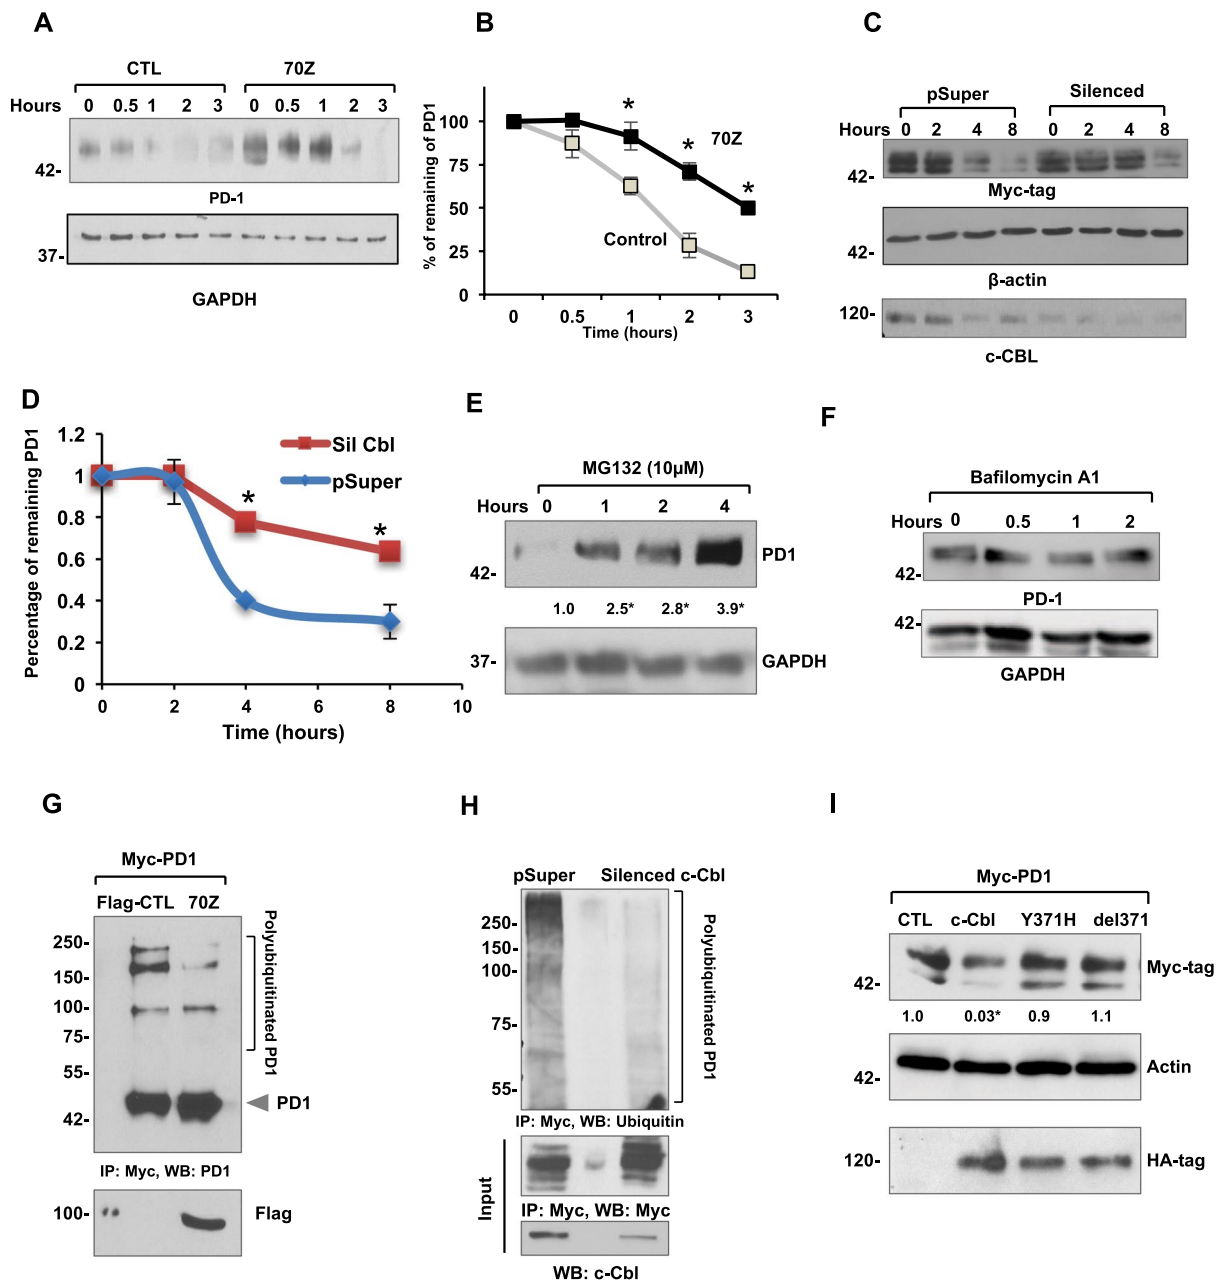 A
CTL 70Z
Hours 0 0.5 1 2 3 0 0.5 1 2 3
42-
PD-1
37-
GAPDH
B
% of remaining of PD1
100
75
50
25
0
* * *
70Z
Control
0 0.5 1 2 3
Time (hours)
C
pSuper Silenced
Hours 0 2 4 8 0 2 4 8
42-
Myc-tag
42-
β-actin
120-
c-CBL
D
Percentage of remaining PD1
1.2
1
0.8
0.6
0.4
0.2
0
Sil Cbl
pSuper
* *
0 2 4 6 8 10
Time (hours)
E
MG132 (10μM)
Hours 0 1 2 4
42-
PD1
1.0 2.5* 2.8* 3.9*
37-
GAPDH
F
Bafilomycin A1
Hours 0 0.5 1 2
42-
PD-1
42-
GAPDH
G
Myc-PD1
Flag-CTL 70Z
250-
150-
100-
75-
55-
42-
Polyubiquitinated PD1
PD1
IP: Myc, WB: PD1
100-
Flag
H
pSuper Silenced c-Cbl
250-
150-
100-
75-
55-
Polyubiquitinated PD1
IP: Myc, WB: Ubiquitin
Input
IP: Myc, WB: Myc
WB: c-Cbl
I
Myc-PD1
CTL c-Cbl Y371H del371
42-
Myc-tag
1.0 0.03* 0.9 1.1
42-
Actin
120-
HA-tag